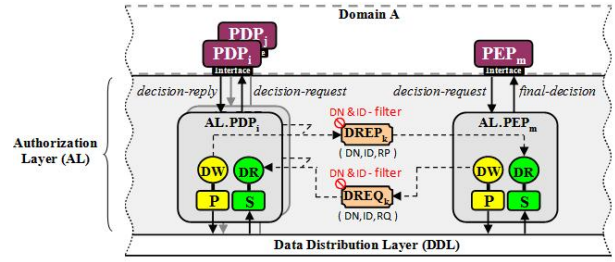 Domain A
PDPj
PDPi
PEPm
Interface
Interface
decision-reply
decision-request
decision-request
final-decision
Authorization
Layer (AL)
AL.PDPi
DN & ID - filter
DREPk
( DN,ID,RP )
AL.PEPm
DW
DR
DN & ID - filter
DREQk
( DN,ID,RQ )
DW
DR
P
S
P
S
Data Distribution Layer (DDL)